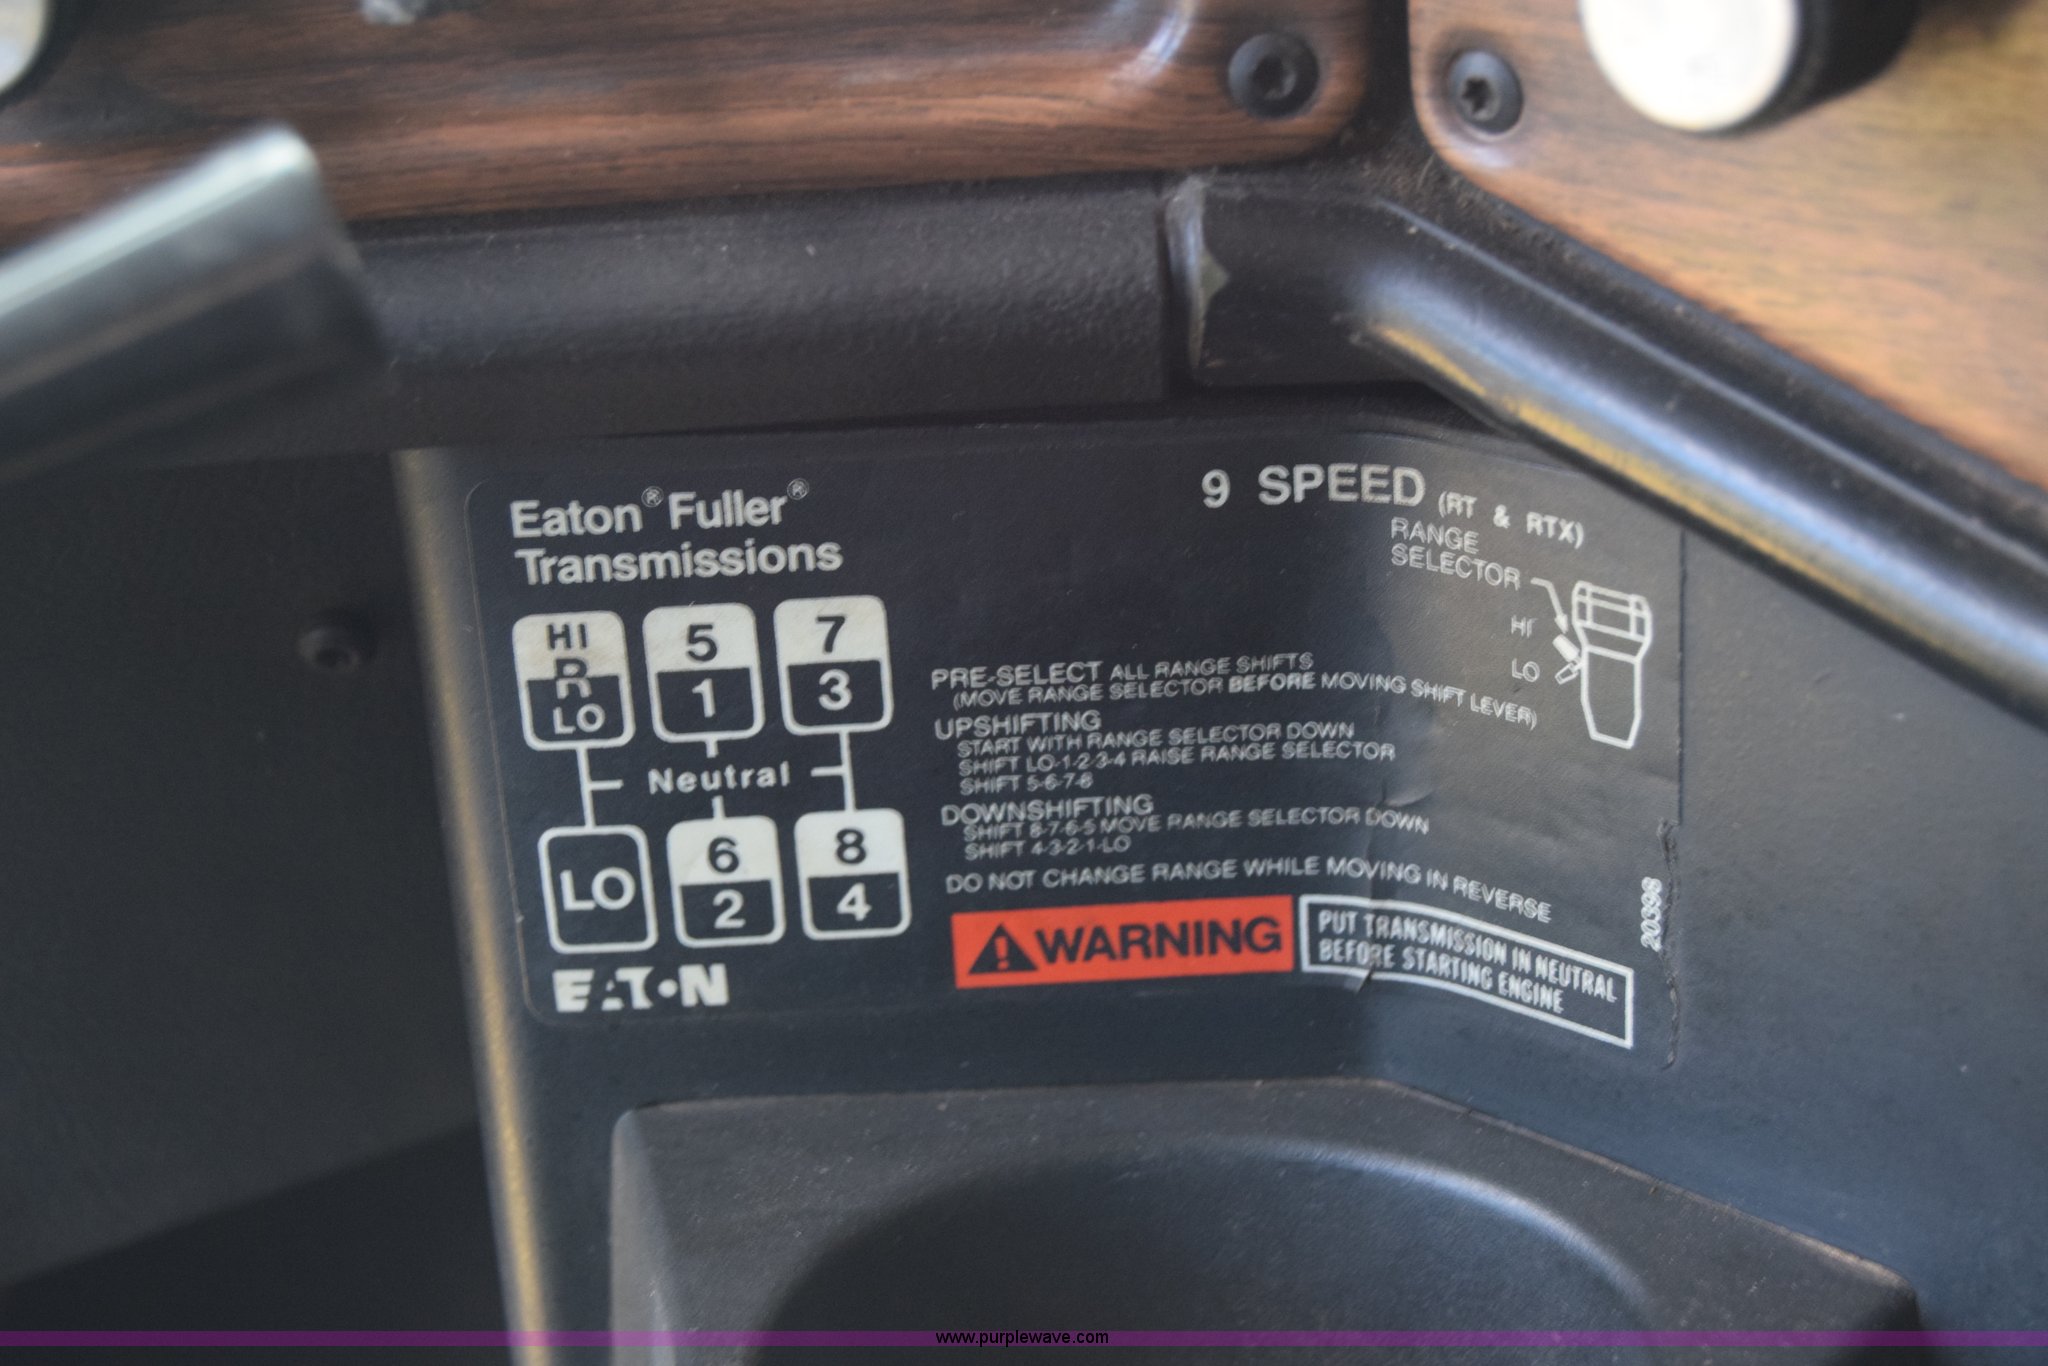 Eaton® Fuller®
Transmissions
9 SPEED (RT & RTX)
RANGE
SELECTOR
HI
LO
HI
R
LO
5
1
7
3
Neutral
LO
6
2
8
4
EATON
PRE-SELECT ALL RANGE SHIFTS
(MOVE RANGE SELECTOR BEFORE MOVING SHIFT LEVER)
UPSHIFTING
START WITH RANGE SELECTOR DOWN
SHIFT LO-1-2-3-4 RAISE RANGE SELECTOR
SHIFT 5-6-7-8
DOWNSHIFTING
SHIFT 8-7-6-5 MOVE RANGE SELECTOR DOWN
SHIFT 4-3-2-1-LO
DO NOT CHANGE RANGE WHILE MOVING IN REVERSE
WARNING
PUT TRANSMISSION IN NEUTRAL
BEFORE STARTING ENGINE
20398
www.purplewave.com